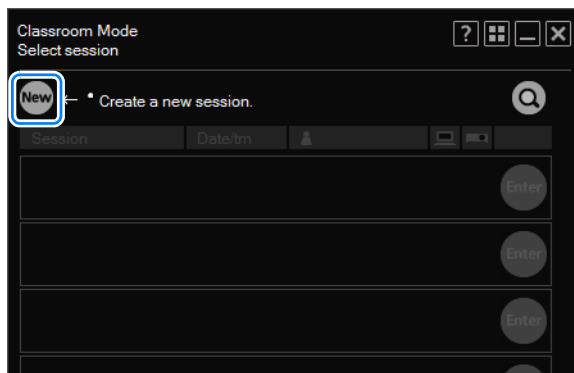 Classroom Mode
Select session
?
New ← • Create a new session.
Session Date/tm
Enter
Enter
Enter